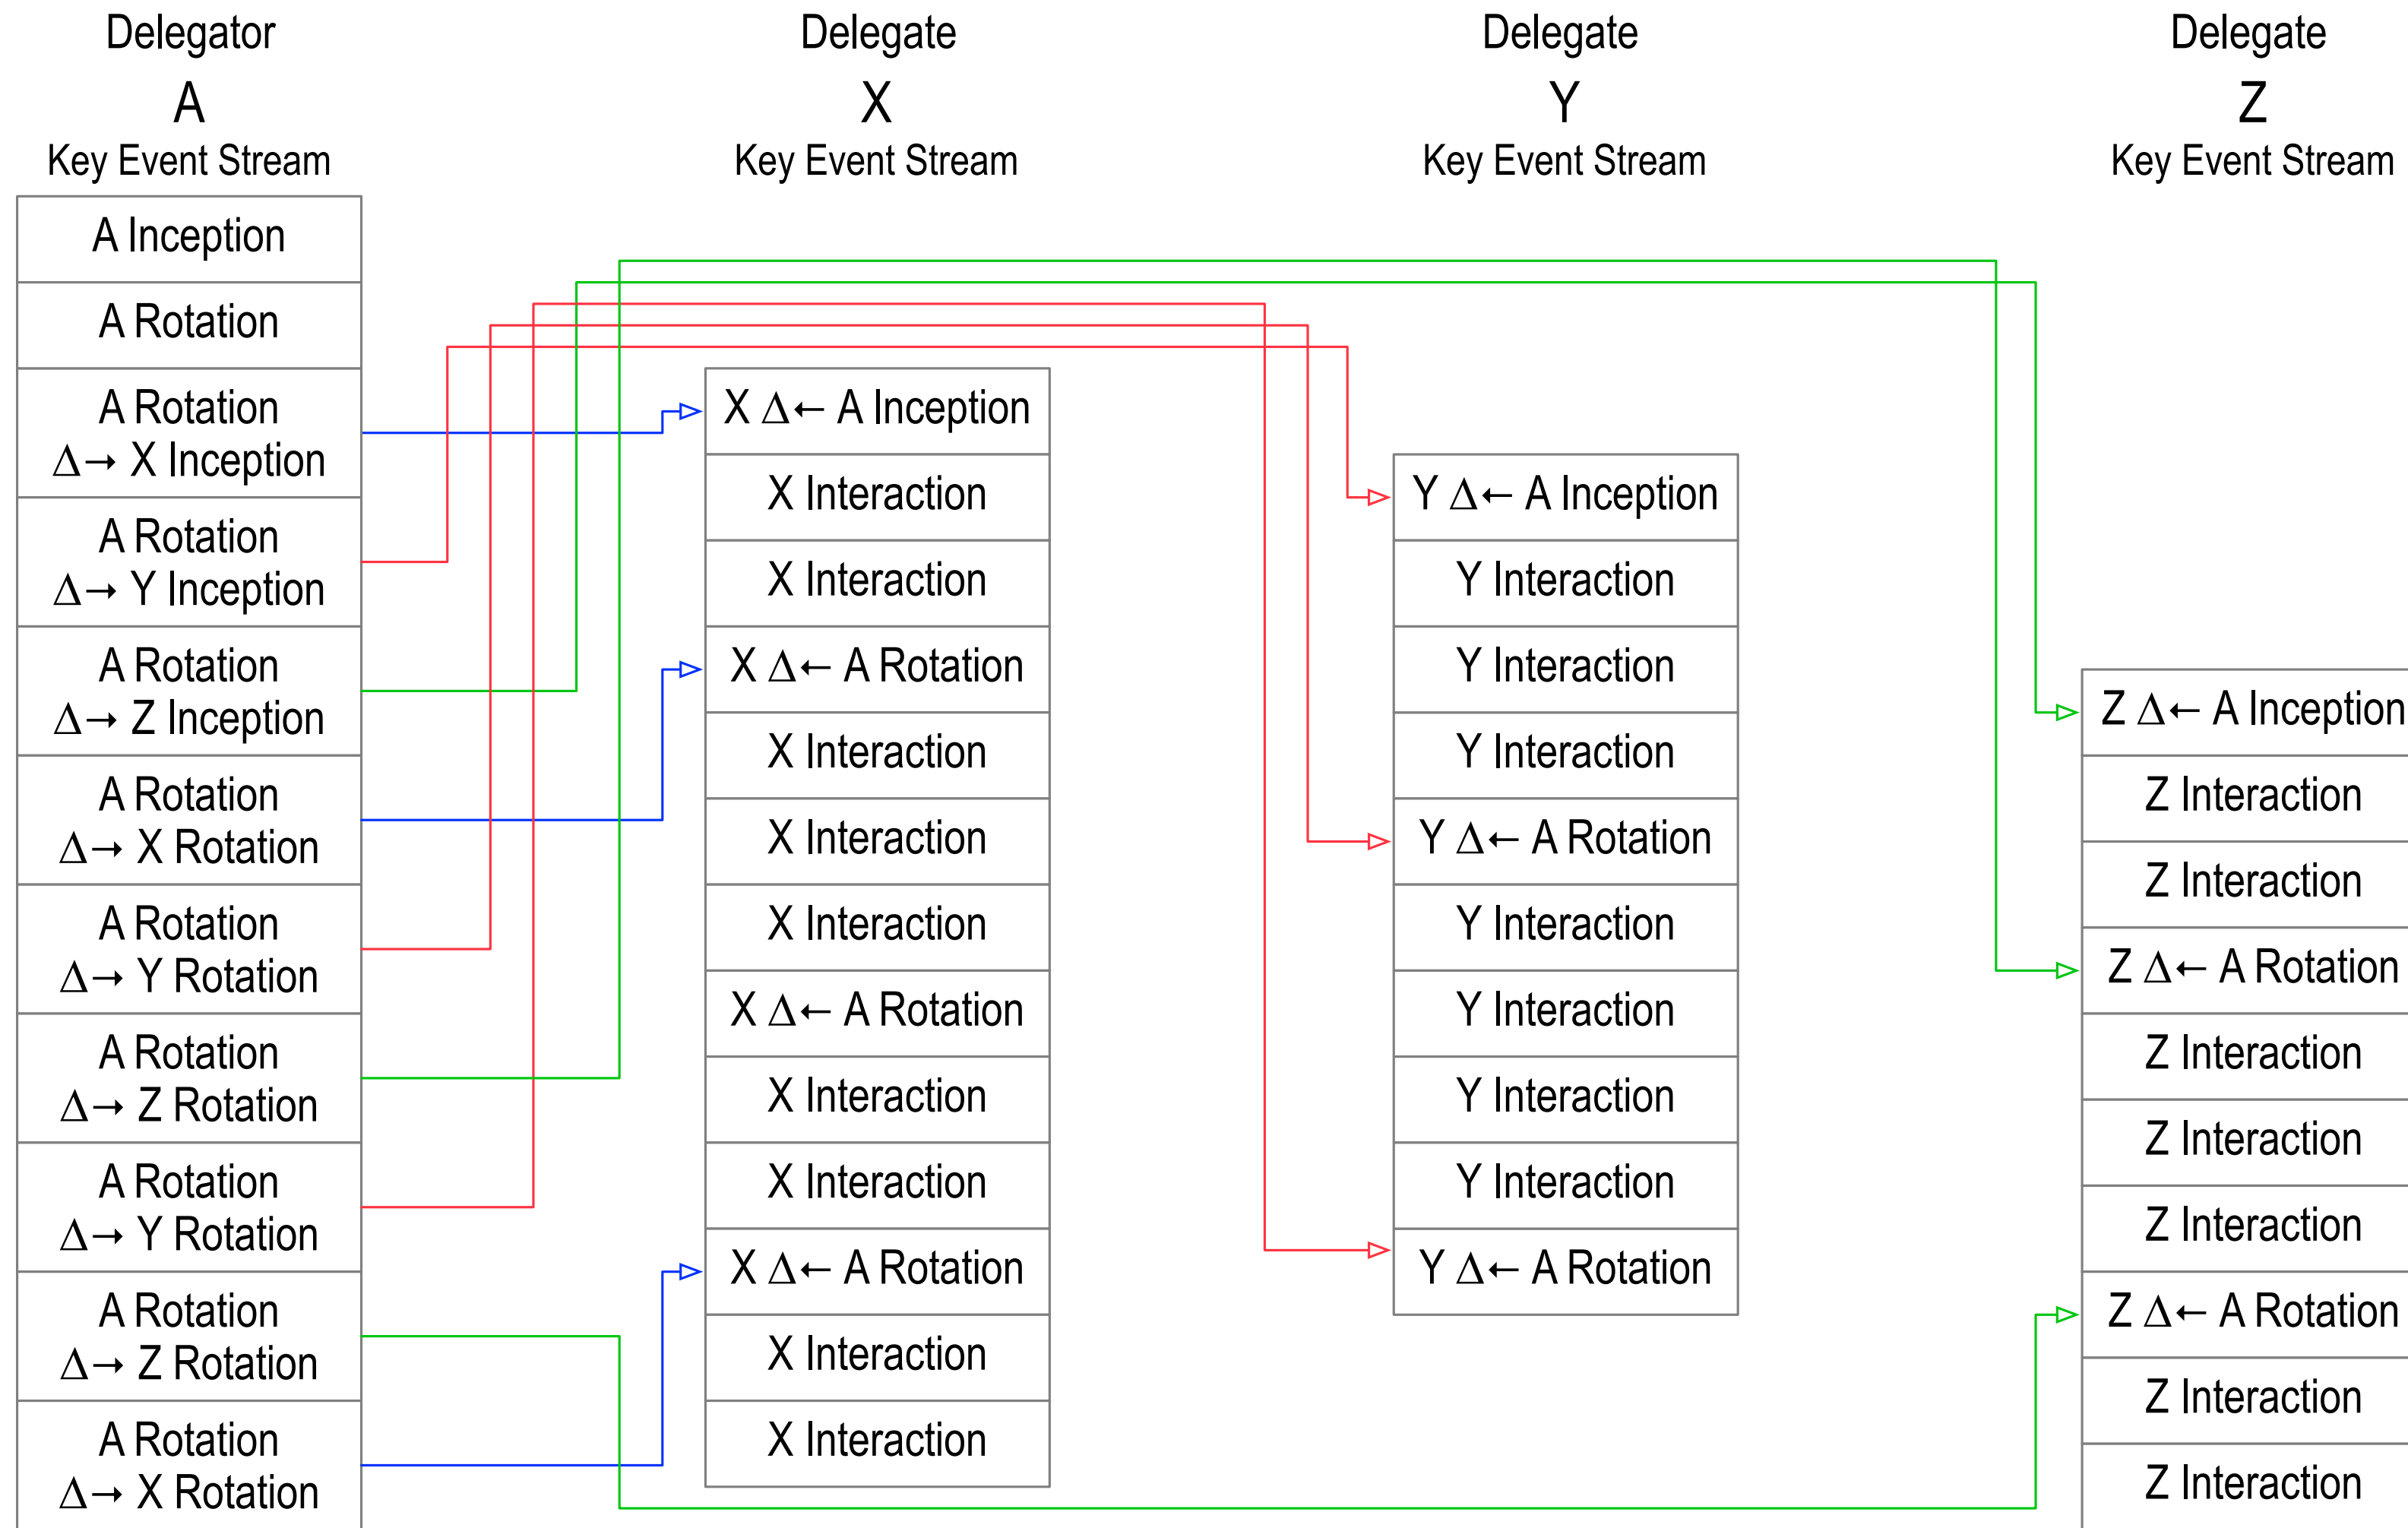 Delegator
A
Key Event Stream
A Inception
A Rotation
A Rotation
Δ→ X Inception
A Rotation
Δ→ Y Inception
A Rotation
Δ→ Z Inception
A Rotation
Δ→ X Rotation
A Rotation
Δ→ Y Rotation
A Rotation
Δ→ Z Rotation
A Rotation
Δ→ Y Rotation
A Rotation
Δ→ Z Rotation
A Rotation
Δ→ X Rotation
Delegate
X
Key Event Stream
X Δ← A Inception
X Interaction
X Interaction
X Δ← A Rotation
X Interaction
X Interaction
X Interaction
X Δ← A Rotation
X Interaction
X Interaction
X Δ← A Rotation
X Interaction
X Interaction
Delegate
Y
Key Event Stream
Y Δ← A Inception
Y Interaction
Y Interaction
Y Interaction
Y Δ← A Rotation
Y Interaction
Y Interaction
Y Interaction
Y Interaction
Y Δ← A Rotation
Delegate
Z
Key Event Stream
Z Δ← A Inception
Z Interaction
Z Interaction
Z Δ← A Rotation
Z Interaction
Z Interaction
Z Interaction
Z Δ← A Rotation
Z Interaction
Z Interaction